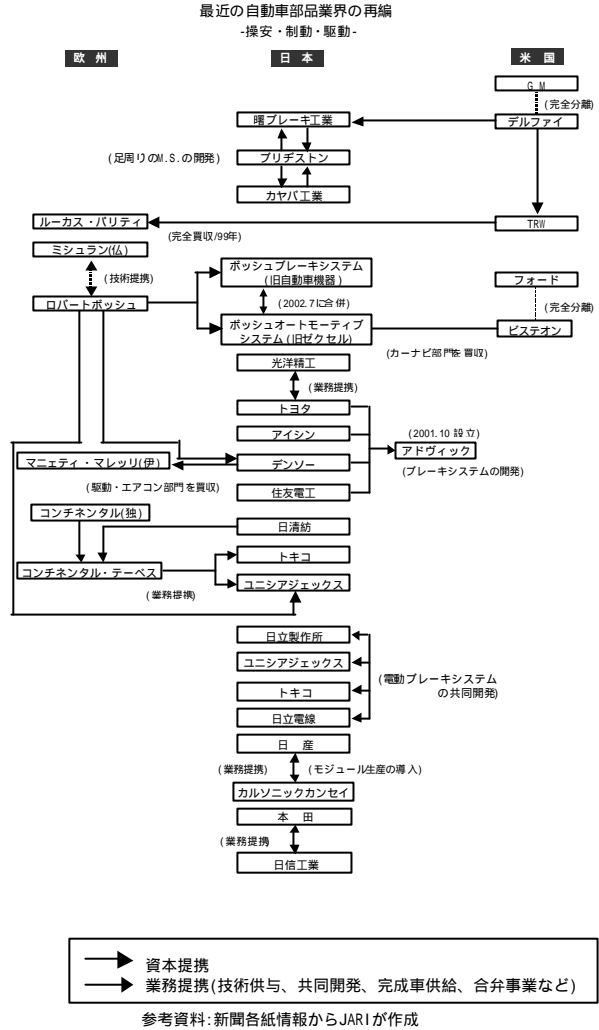 最近の自動車部品業界の再編
-操安・制動・駆動-
欧 州
日 本
米 国
GM
(完全分離)
曙ブレーキ工業
デルファイ
(足周りのM.S.の開発)
ブリヂストン
カヤバ工業
ルーカス・バリティ
TRW
(完全買収/99年)
ミシュラン(仏)
(技術提携)
ロバートボッシュ
ボッシュブレーキシステム
(旧自動車機器)
(2002.7に合併)
ボッシュオートモーティブ
システム(旧ゼクセル)
フォード
(完全分離)
ビステオン
(カーナビ部門を買収)
光洋精工
(業務提携)
トヨタ
アイシン
(2001.10 設立)
アドヴィック
マニェティ・マレッリ(伊)
デンソー
(ブレーキシステムの開発)
(駆動・エアコン部門を買収)
住友電工
コンチネンタル(独)
日清紡
トキコ
コンチネンタル・テーベス
(業務提携)
ユニシアジェックス
日立製作所
ユニシアジェックス
(電動ブレーキシステム
の共同開発)
トキコ
日立電線
日 産
(業務提携)
(モジュール生産の導入)
カルソニックカンセイ
本 田
(業務提携)
日信工業
資本提携
業務提携(技術供与、共同開発、完成車供給、合弁事業など)
参考資料:新聞各紙情報からJARIが作成